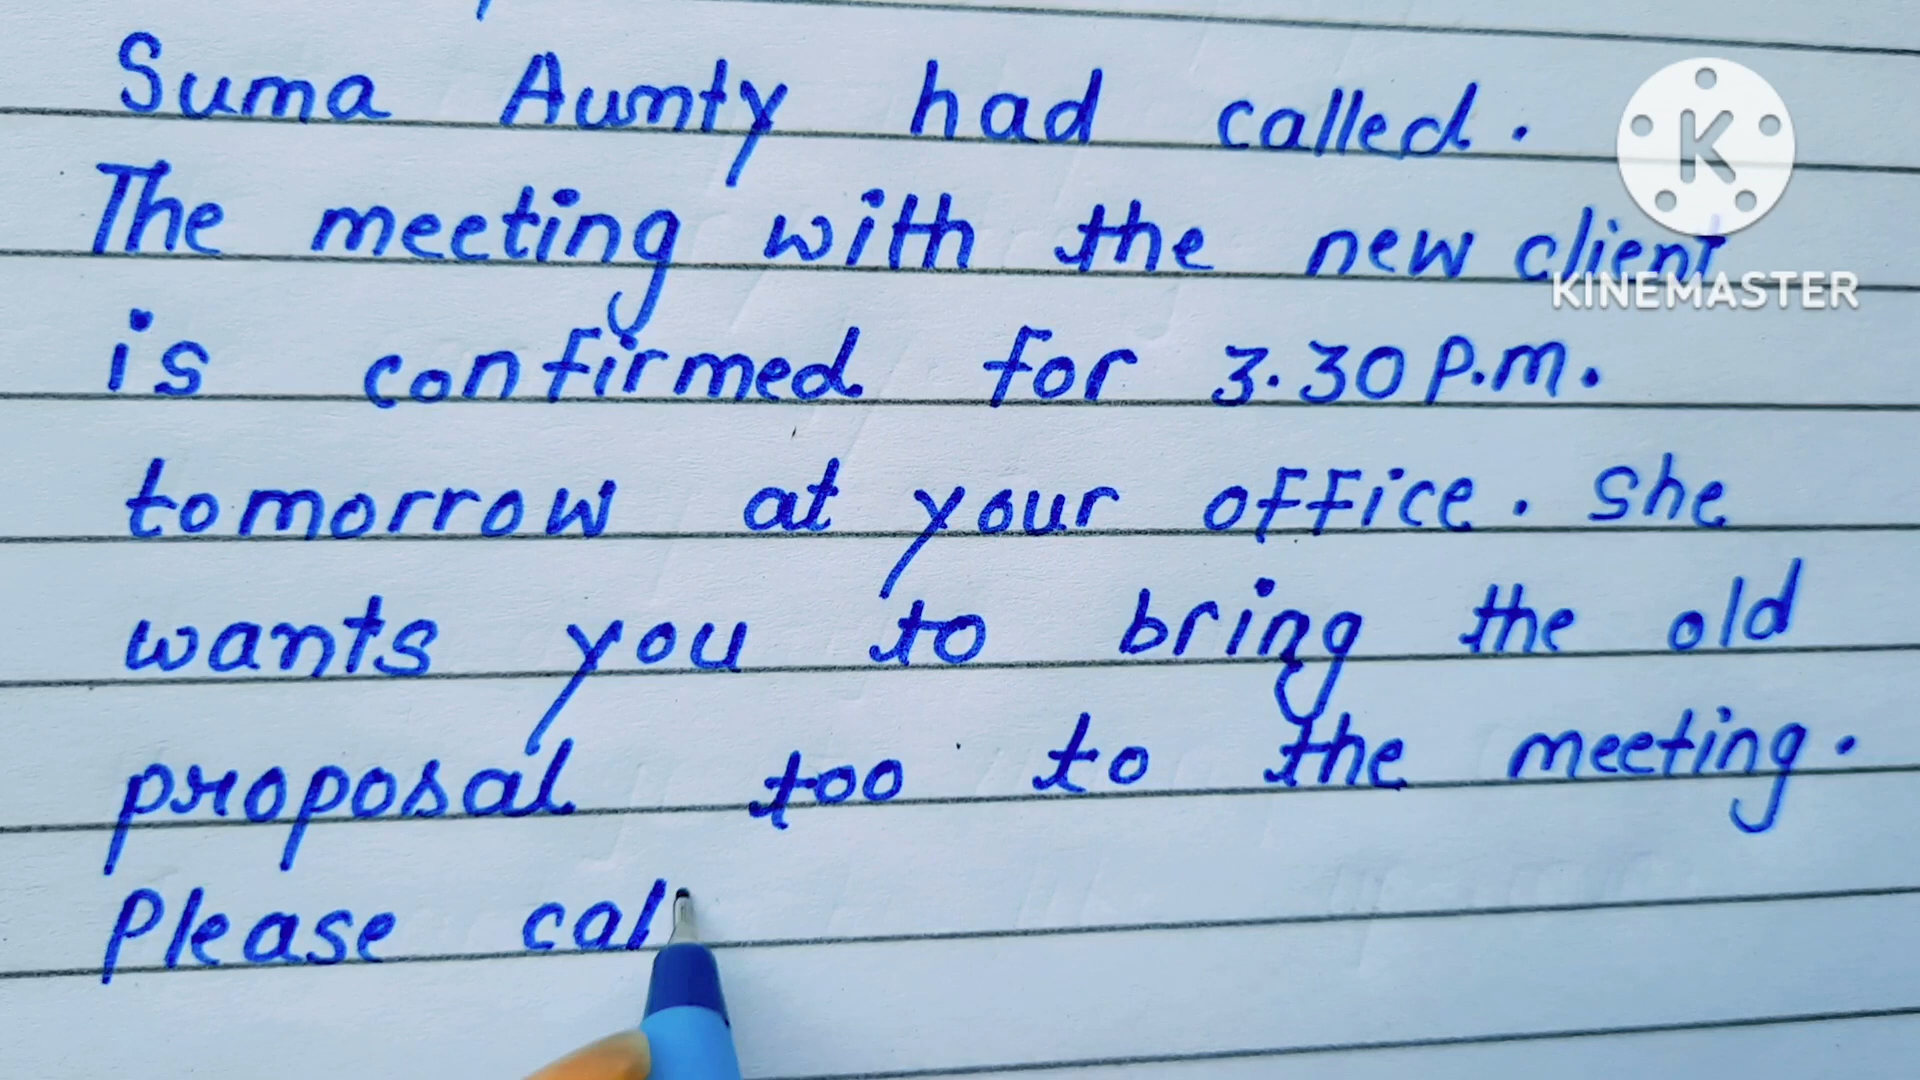 Suma Aunty had called.
The meeting with the new client
is confirmed for 3.30 P.m.
tomorrow at your office. She
wants you to bring the old
proposal too to the meeting.
Please cal
K
KINEMASTER